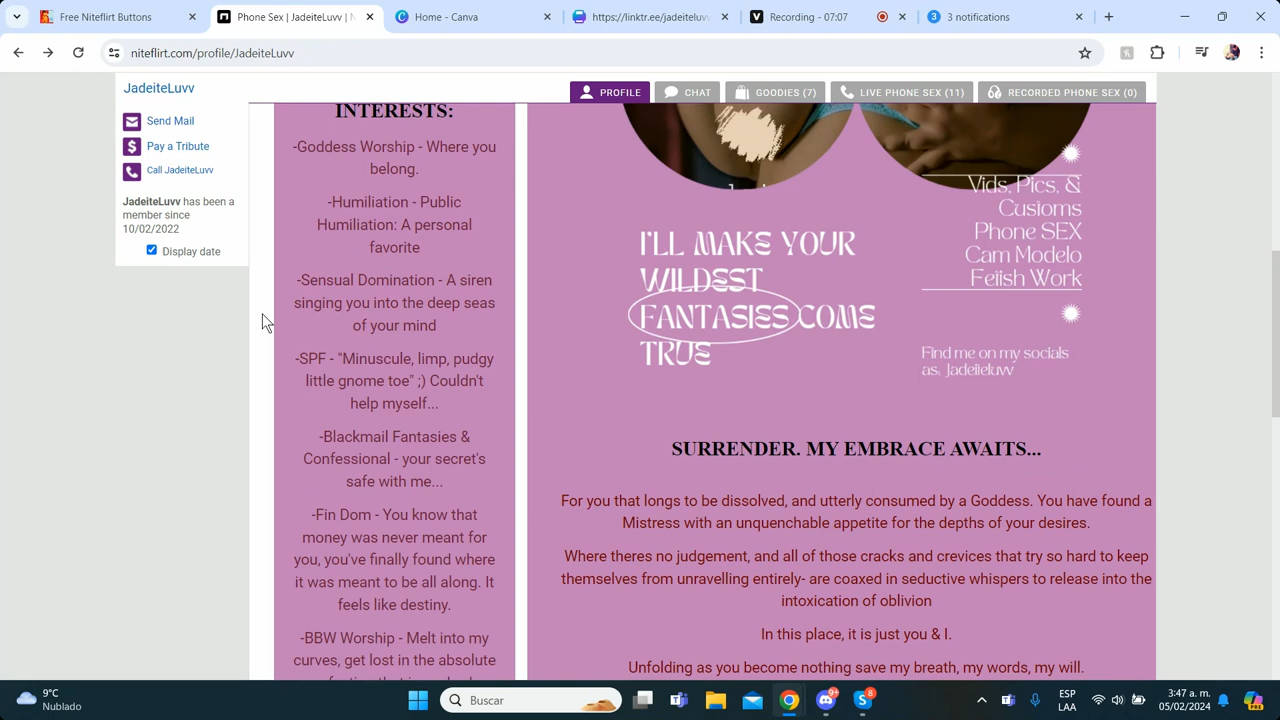 Free Niteflirt Buttons
Phone Sex | JadeiteLuvv | N
Home - Canva
https://linktr.ee/jadeiteluvv
Recording - 07:07
3 notifications
niteflirt.com/profile/JadeiteLuvv
JadeiteLuvv
Send Mail
Pay a Tribute
Call JadeiteLuvv
JadeiteLuvv has been a
member since
10/02/2022
Display date
PROFILE
CHAT
GOODIES (7)
LIVE PHONE SEX (11)
RECORDED PHONE SEX (0)
INTERESTS:
-Goddess Worship - Where you
belong.
-Humiliation - Public
Humiliation: A personal
favorite
-Sensual Domination - A siren
singing you into the deep seas
of your mind
-SPF - "Minuscule, limp, pudgy
little gnome toe" ;) Couldn't
help myself...
-Blackmail Fantasies &
Confessional - your secret's
safe with me...
-Fin Dom - You know that
money was never meant for
you, you've finally found where
it was meant to be all along. It
feels like destiny.
-BBW Worship - Melt into my
curves, get lost in the absolute
I'LL MAKE YOUR
WILDEST
FANTASIES COME
TRUE
Vids, Pics, &
Customs
Phone SEX
Cam Model
Fetish Work
Find me on my socials
as, Jadeiteluvv
SURRENDER. MY EMBRACE AWAITS...
For you that longs to be dissolved, and utterly consumed by a Goddess. You have found a
Mistress with an unquenchable appetite for the depths of your desires.
Where theres no judgement, and all of those cracks and crevices that try so hard to keep
themselves from unravelling entirely- are coaxed in seductive whispers to release into the
intoxication of oblivion
In this place, it is just you & I.
Unfolding as you become nothing save my breath, my words, my will.
9°C
Nublado
Buscar
9+
8
ESP
LAA
3:47 a. m.
05/02/2024